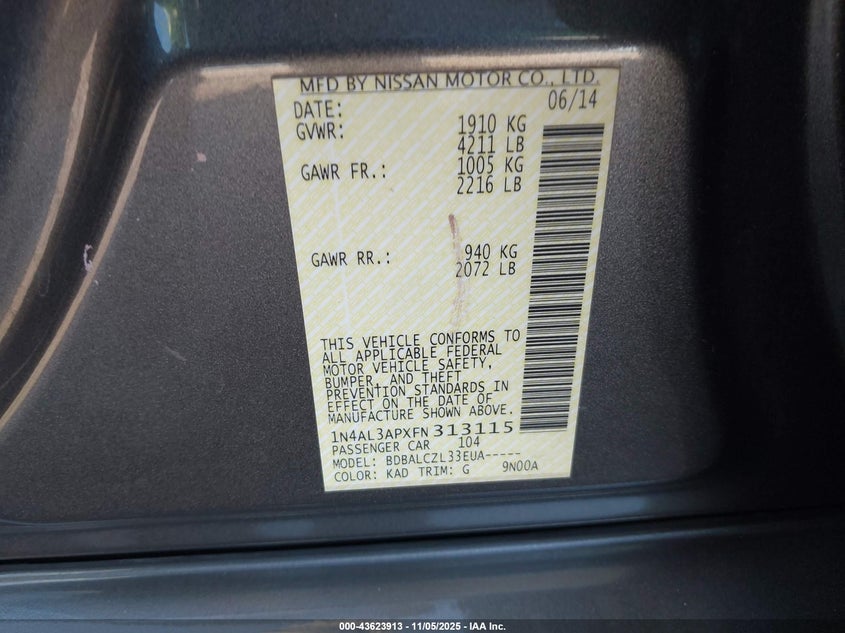 MFD BY NISSAN MOTOR CO., LTD.
DATE: 06/14
GVWR: 1910 KG
4211 LB
GAWR FR.: 1005 KG
2216 LB
GAWR RR.: 940 KG
2072 LB
THIS VEHICLE CONFORMS TO
ALL APPLICABLE FEDERAL
MOTOR VEHICLE SAFETY,
BUMPER, AND THEFT
PREVENTION STANDARDS IN
EFFECT ON THE DATE OF
MANUFACTURE SHOWN ABOVE.
1N4AL3APXFN 313115
PASSENGER CAR 104
MODEL: BDBALCZL33EUA-----
COLOR: KAD TRIM: G 9N00A
000-43623913 - 11/05/2025 - IAA Inc.